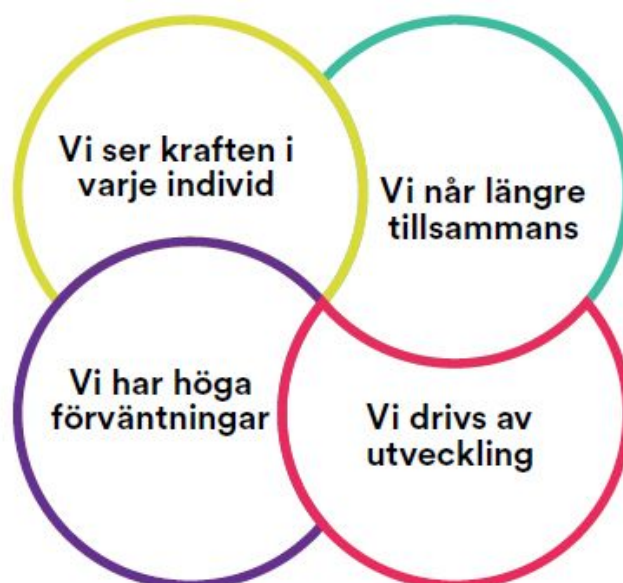 Vi ser kraften i
varje individ
Vi når längre
tillsammans
Vi har höga
förväntningar
Vi drivs av
utveckling